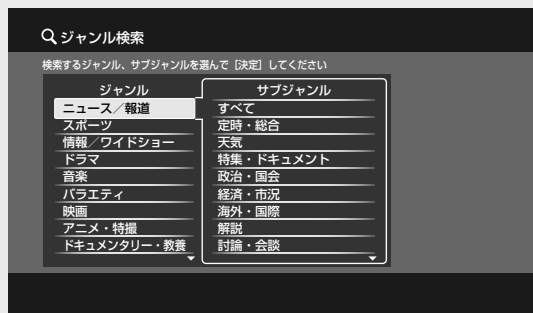 ジャンル検索
検索するジャンル、サブジャンルを選んで［決定］してください
ジャンル
ニュース／報道
スポーツ
情報／ワイドショー
ドラマ
音楽
バラエティ
映画
アニメ・特撮
ドキュメンタリー・教養
サブジャンル
すべて
定時・総合
天気
特集・ドキュメント
政治・国会
経済・市況
海外・国際
解説
討論・会談